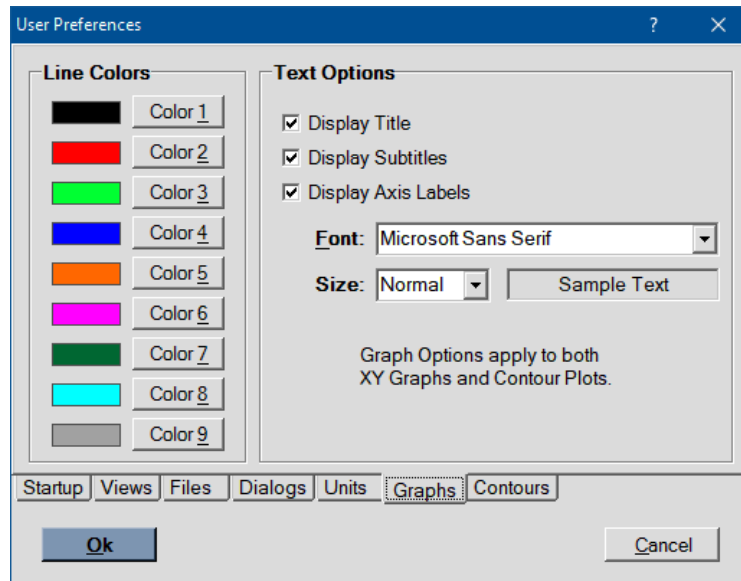 User Preferences
Line Colors
Color 1
Color 2
Color 3
Color 4
Color 5
Color 6
Color 7
Color 8
Color 9
Text Options
Display Title
Display Subtitles
Display Axis Labels
Font: Microsoft Sans Serif
Size: Normal Sample Text
Graph Options apply to both
XY Graphs and Contour Plots.
Startup Views Files Dialogs Units Graphs Contours
Ok Cancel